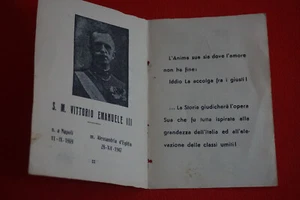 S. M. VITTORIO EMANUELE III
n. a Napoli
11-11-1869
m. Alessandria d'Egitto
28-XII-1947
L'Anima sua sia dove l'amore
non ha fine:
Iddio La accolga fra i giusti!
... La Storia giudicherà l'opera
Sua che fu tutta ispirata alla
grandezza dell'Italia ed all'ele-
vazione delle classi umili!